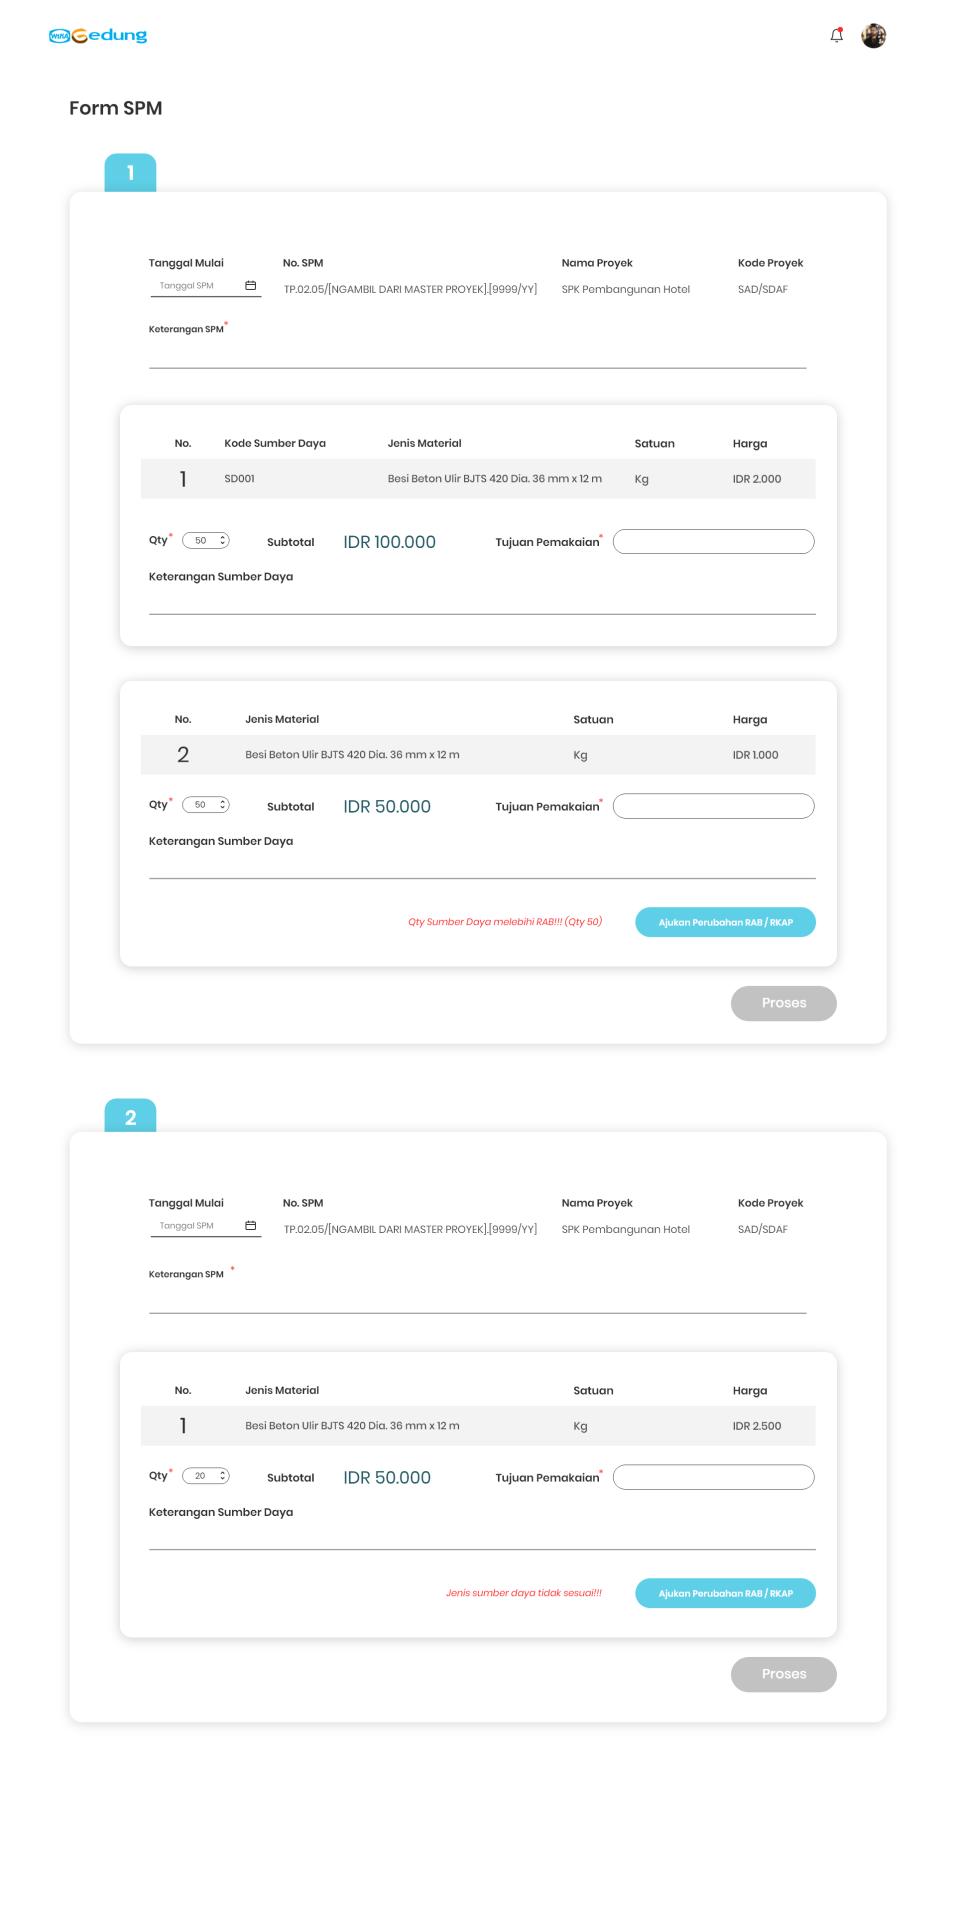 WIKA Gedung
Form SPM
1
Tanggal Mulai No. SPM Nama Proyek Kode Proyek
Tanggal SPM TP.02.05/[NGAMBIL DARI MASTER PROYEK].[9999/YY] SPK Pembangunan Hotel SAD/SDAF
Keterangan SPM*
No. Kode Sumber Daya Jenis Material Satuan Harga
1 SD001 Besi Beton Ulir BJTS 420 Dia. 36 mm x 12 m Kg IDR 2.000
Qty* 50 Subtotal IDR 100.000 Tujuan Pemakaian*
Keterangan Sumber Daya
No. Jenis Material Satuan Harga
2 Besi Beton Ulir BJTS 420 Dia. 36 mm x 12 m Kg IDR 1.000
Qty* 50 Subtotal IDR 50.000 Tujuan Pemakaian*
Keterangan Sumber Daya
Qty Sumber Daya melebihi RAB!!! (Qty 50) Ajukan Perubahan RAB / RKAP
Proses
2
Tanggal Mulai No. SPM Nama Proyek Kode Proyek
Tanggal SPM TP.02.05/[NGAMBIL DARI MASTER PROYEK].[9999/YY] SPK Pembangunan Hotel SAD/SDAF
Keterangan SPM *
No. Jenis Material Satuan Harga
1 Besi Beton Ulir BJTS 420 Dia. 36 mm x 12 m Kg IDR 2.500
Qty* 20 Subtotal IDR 50.000 Tujuan Pemakaian*
Keterangan Sumber Daya
Jenis sumber daya tidak sesuai!!! Ajukan Perubahan RAB / RKAP
Proses